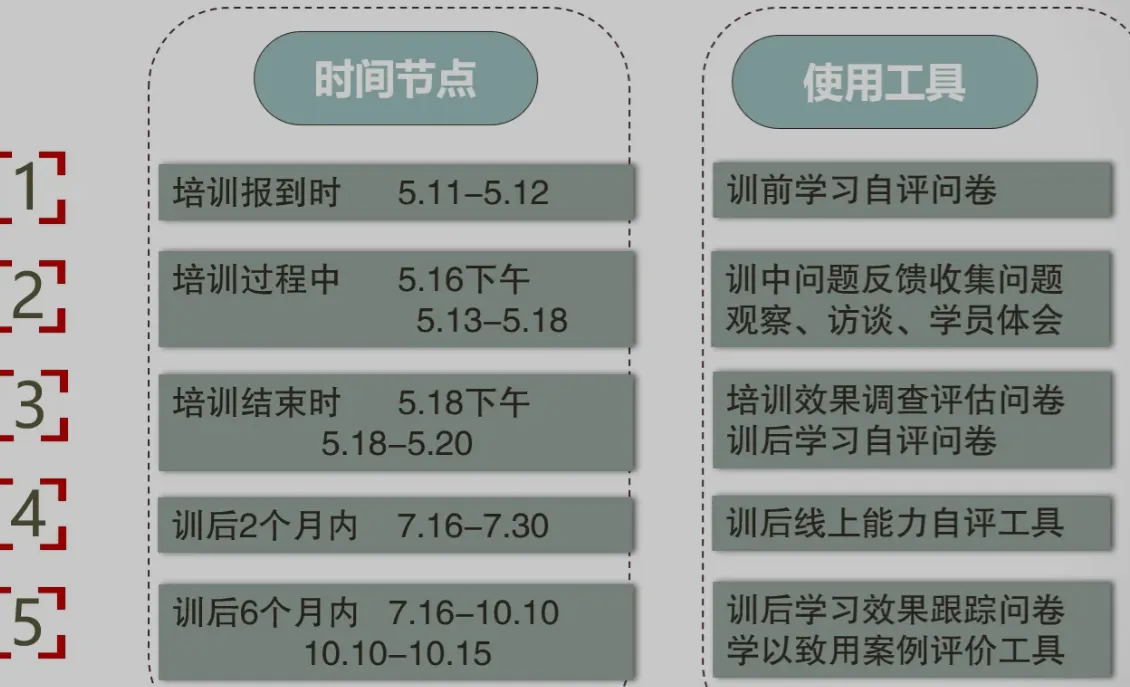 时间节点
使用工具
1
培训报到时 5.11-5.12
训前学习自评问卷
2
培训过程中 5.16下午
5.13-5.18
训中问题反馈收集问题
观察、访谈、学员体会
3
培训结束时 5.18下午
5.18-5.20
培训效果调查评估问卷
训后学习自评问卷
4
训后2个月内 7.16-7.30
训后线上能力自评工具
5
训后6个月内 7.16-10.10
10.10-10.15
训后学习效果跟踪问卷
学以致用案例评价工具